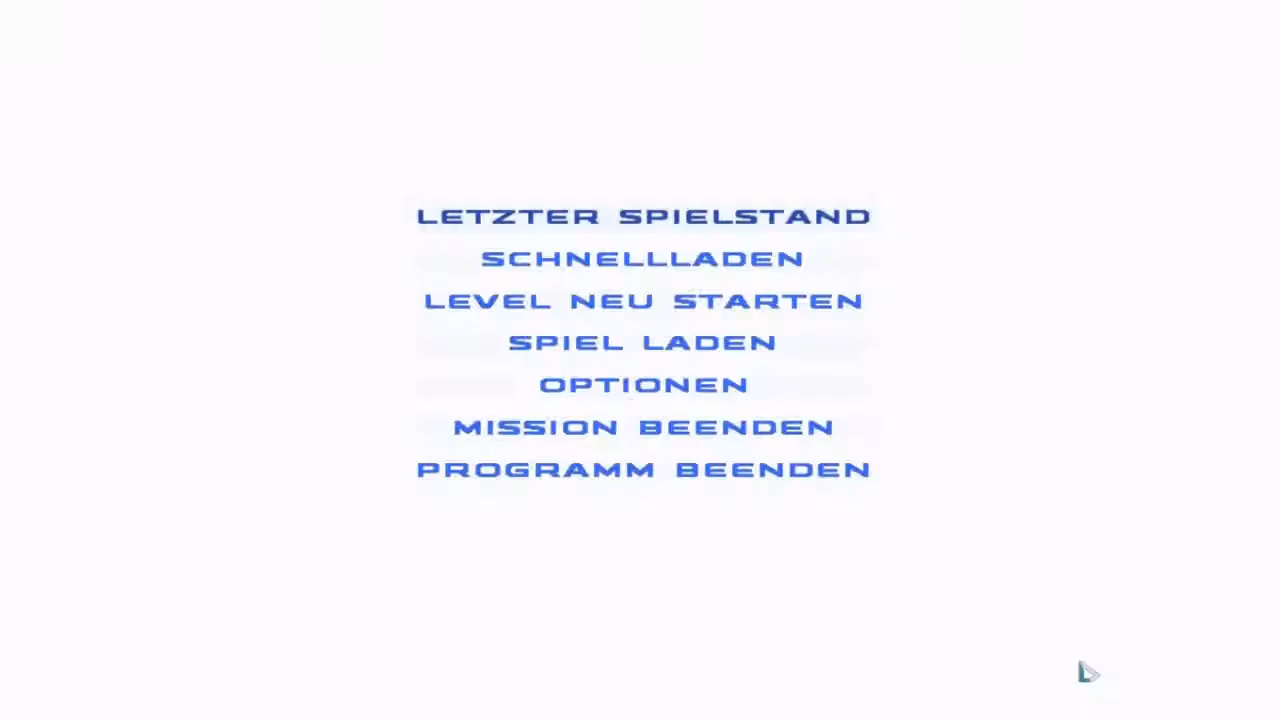 LETZTER SPIELSTAND
SCHNELLLADEN
LEVEL NEU STARTEN
SPIEL LADEN
OPTIONEN
MISSION BEENDEN
PROGRAMM BEENDEN